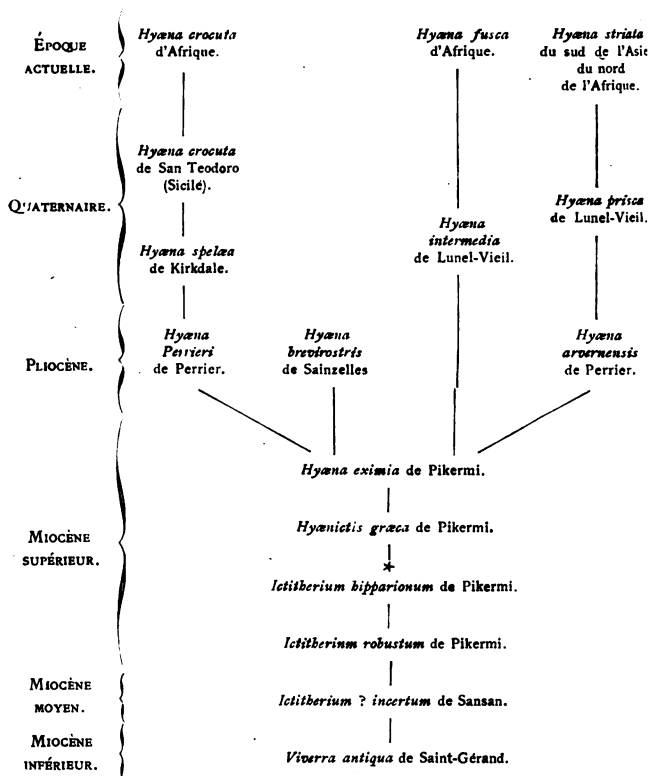 ÉPOQUE
ACTUELLE.
Hyæna crocuta
d'Afrique.
Hyæna fusca
d'Afrique.
Hyæna striata
du sud de l'Asie
du nord
de l'Afrique.
QUATERNAIRE.
Hyæna crocuta
de San Teodoro
(Sicile).
Hyæna spelæa
de Kirkdale.
Hyæna
intermedia
de Lunel-Vieil.
Hyæna prisca
de Lunel-Vieil.
PLIOCÈNE.
Hyæna
Perrieri
de Perrier.
Hyæna
brevirostris
de Sainzelles
Hyæna
arvernensis
de Perrier.
MIOCÈNE
SUPÉRIEUR.
Hyæna eximia de Pikermi.
Hyænictis græca de Pikermi.
Ictitherium hipparionum de Pikermi.
Ictitherium robustum de Pikermi.
MIOCÈNE
MOYEN.
Ictitherium ? incertum de Sansan.
MIOCÈNE
INFÉRIEUR.
Viverra antiqua de Saint-Gérand.